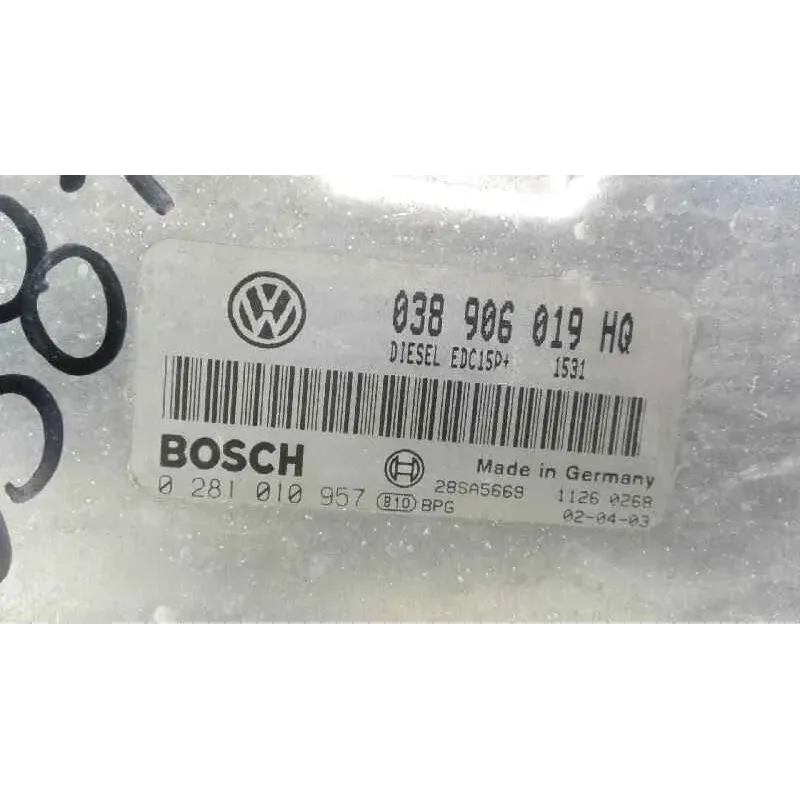 038 906 019 HQ
DIESEL EDC15P+ 1531
BOSCH
Made in Germany
0 281 010 957 810 BPG
28SA5669 1126 0268
02-04-03